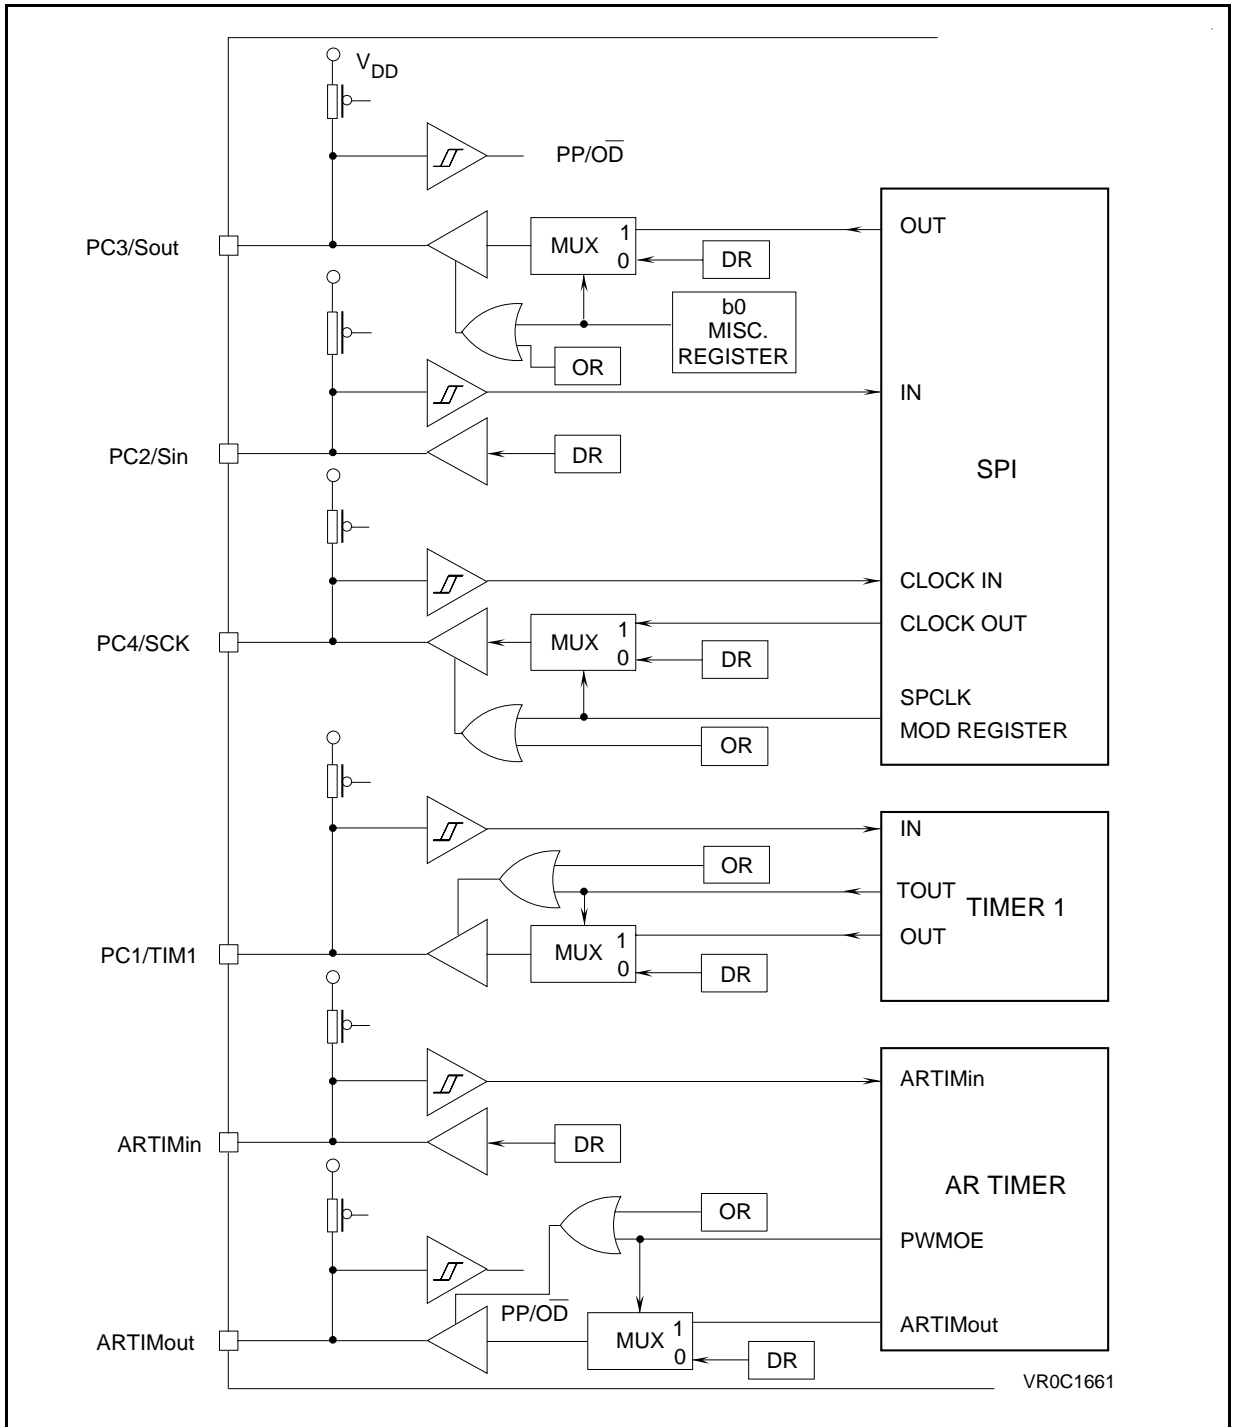 VDD
PP/OD
PC3/Sout
MUX
1
0
DR
OUT
b0
MISC.
REGISTER
OR
IN
PC2/Sin
DR
SPI
CLOCK IN
PC4/SCK
MUX
1
0
CLOCK OUT
DR
SPCLK
MOD REGISTER
OR
IN
OR
TOUT
TIMER 1
PC1/TIM1
MUX
1
0
OUT
DR
ARTIMin
ARTIMin
DR
AR TIMER
OR
PWMOE
PP/OD
ARTIMout
MUX
1
0
ARTIMout
DR
VR0C1661